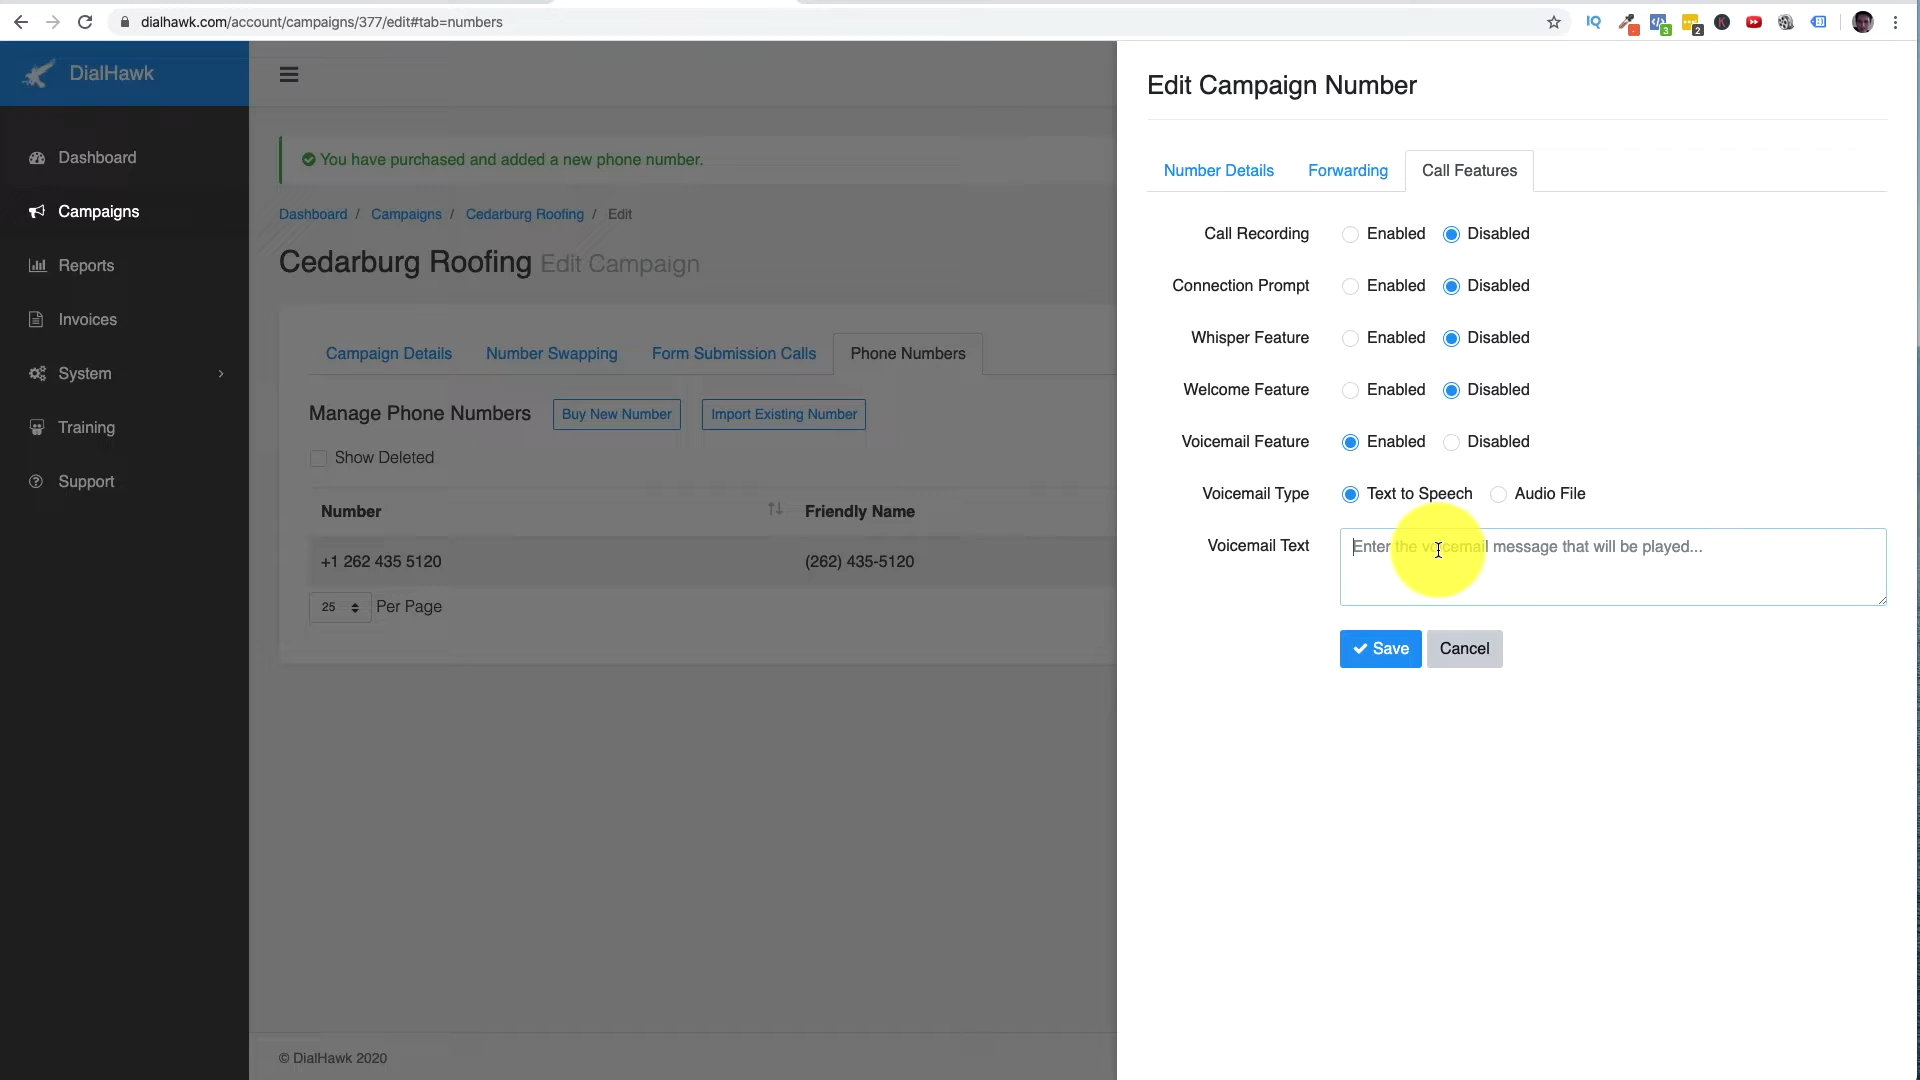 dialhawk.com/account/campaigns/377/edit#tab=numbers
IQ
3
2
K
DialHawk
Dashboard
Campaigns
Reports
Invoices
System
Training
Support
You have purchased and added a new phone number.
Dashboard / Campaigns / Cedarburg Roofing / Edit
Cedarburg Roofing Edit Campaign
Campaign Details Number Swapping Form Submission Calls Phone Numbers
Manage Phone Numbers Buy New Number Import Existing Number
Show Deleted
Number Friendly Name
+1 262 435 5120 (262) 435-5120
25 Per Page
© DialHawk 2020
Edit Campaign Number
Number Details Forwarding Call Features
Call Recording Enabled Disabled
Connection Prompt Enabled Disabled
Whisper Feature Enabled Disabled
Welcome Feature Enabled Disabled
Voicemail Feature Enabled Disabled
Voicemail Type Text to Speech Audio File
Voicemail Text Enter the voicemail message that will be played...
Save Cancel